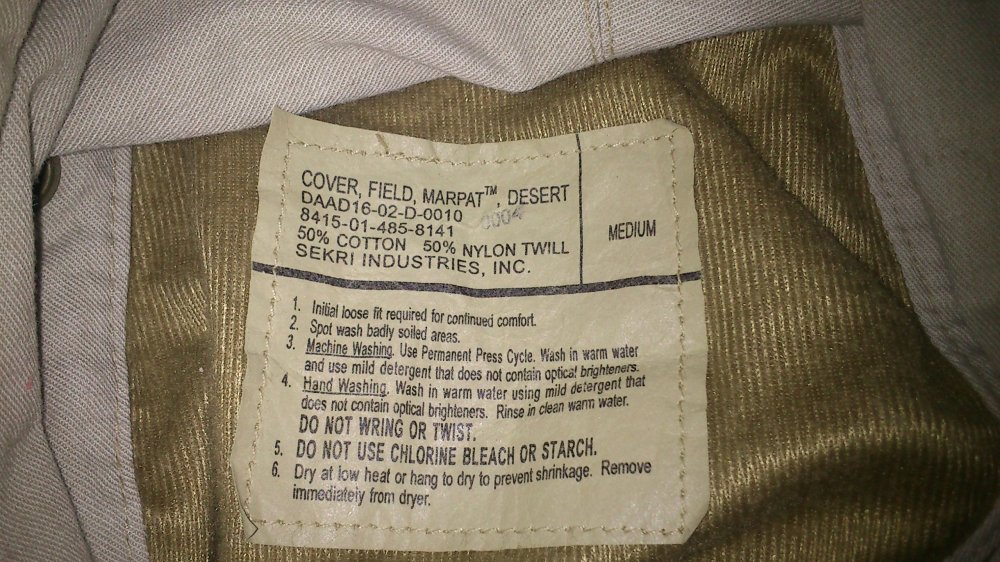 COVER, FIELD, MARPAT™, DESERT
DAAD16-02-D-0010 0004
8415-01-485-8141
50% COTTON 50% NYLON TWILL
SEKRI INDUSTRIES, INC.
MEDIUM
1. Initial loose fit required for continued comfort.
2. Spot wash badly soiled areas.
3. Machine Washing. Use Permanent Press Cycle. Wash in warm water
and use mild detergent that does not contain optical brighteners.
4. Hand Washing. Wash in warm water using mild detergent that
does not contain optical brighteners. Rinse in clean warm water.
DO NOT WRING OR TWIST.
5. DO NOT USE CHLORINE BLEACH OR STARCH.
6. Dry at low heat or hang to dry to prevent shrinkage. Remove
immediately from dryer.